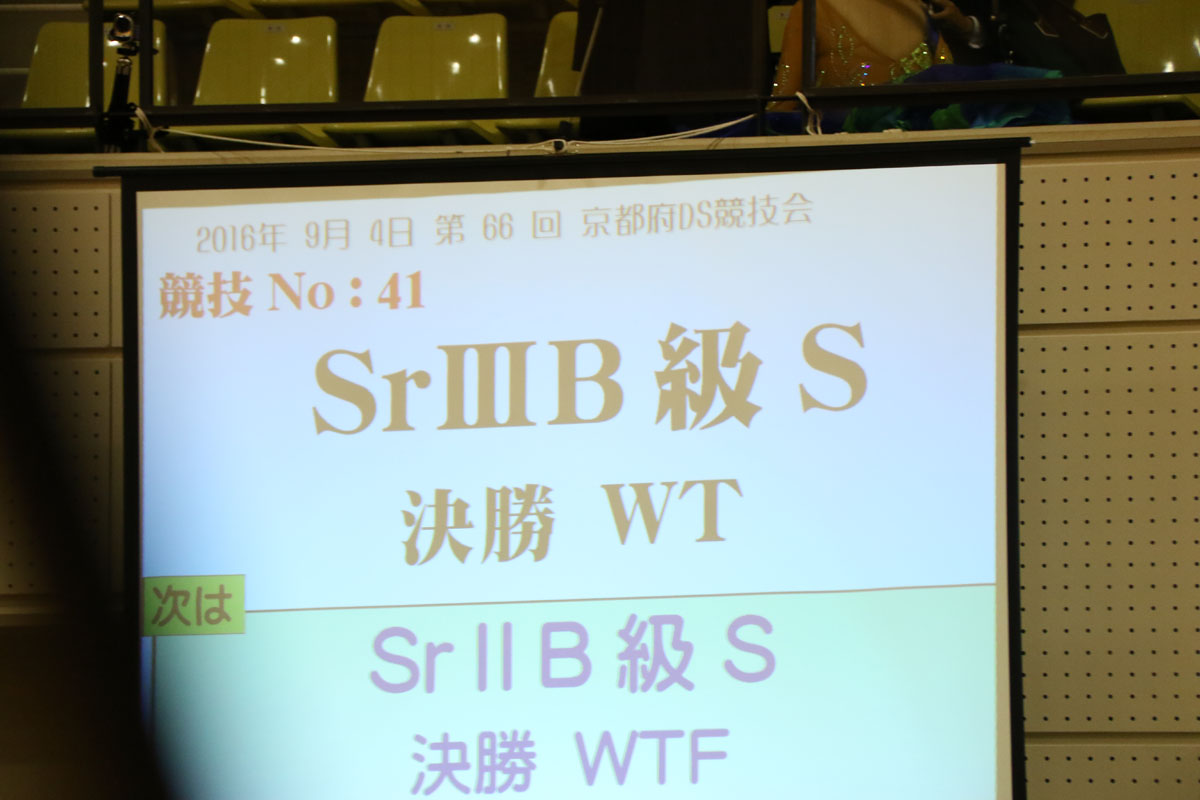 2016年 9月 4日 第 66 回 京都府DS競技会
競技 No：41
SrⅢB 級 S
決勝 WT
次は
SrⅡB 級 S
決勝 WTF